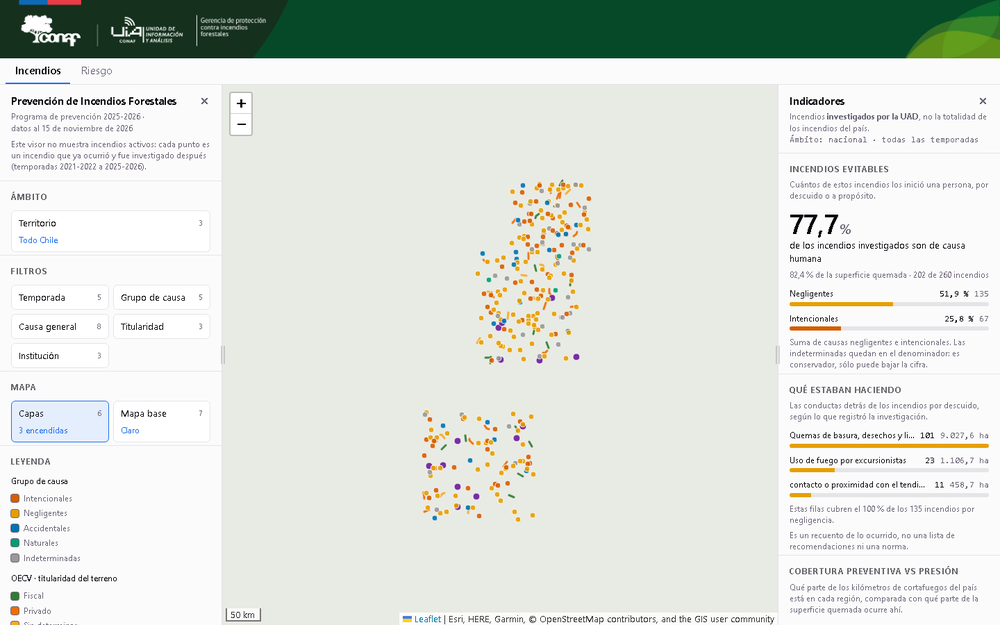 conaf
UIA
CONAF
UNIDAD DE
INFORMACIÓN
Y ANÁLISIS
Gerencia de protección
contra incendios
forestales
Incendios
Riesgo
Prevención de Incendios Forestales
Programa de prevención 2025-2026 ·
datos al 15 de noviembre de 2026
Este visor no muestra incendios activos: cada punto es
un incendio que ya ocurrió y fue investigado después
(temporadas 2021-2022 a 2025-2026).
ÁMBITO
Territorio 3
Todo Chile
FILTROS
Temporada 5
Grupo de causa 5
Causa general 8
Titularidad 3
Institución 3
MAPA
Capas 6
3 encendidas
Mapa base 7
Claro
LEYENDA
Grupo de causa
Intencionales
Negligentes
Accidentales
Naturales
Indeterminadas
OECV · titularidad del terreno
Fiscal
Privado
Sin determinar
+
−
50 km
Leaflet | Esri, HERE, Garmin, © OpenStreetMap contributors, and the GIS user community
Indicadores
Incendios investigados por la UAD, no la totalidad de
los incendios del país.
Ámbito: nacional · todas las temporadas
INCENDIOS EVITABLES
Cuántos de estos incendios los inició una persona, por
descuido o a propósito.
77,7 %
de los incendios investigados son de causa
humana
82,4 % de la superficie quemada · 202 de 260 incendios
Negligentes 51,9 % 135
Intencionales 25,8 % 67
Suma de causas negligentes e intencionales. Las
indeterminadas quedan en el denominador: es
conservador, sólo puede bajar la cifra.
QUÉ ESTABAN HACIENDO
Las conductas detrás de los incendios por descuido,
según lo que registró la investigación.
Quemas de basura, desechos y li... 101 9.027,6 ha
Uso de fuego por excursionistas 23 1.106,7 ha
contacto o proximidad con el tendi... 11 458,7 ha
Estas filas cubren el 100 % de los 135 incendios por
negligencia.
Es un recuento de lo ocurrido, no una lista de
recomendaciones ni una norma.
COBERTURA PREVENTIVA VS PRESIÓN
Qué parte de los kilómetros de cortafuegos del país
está en cada región, comparada con qué parte de la
superficie quemada ocurre ahí.